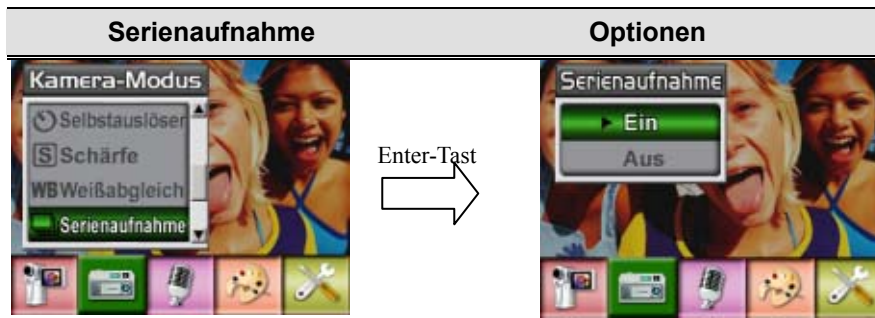 Serienaufnahme Optionen
Kamera-Modus
Selbstauslöser
S Schärfe
WB Weißabgleich
Serienaufnahme
Enter-Tast
Serienaufnahme
Ein
Aus